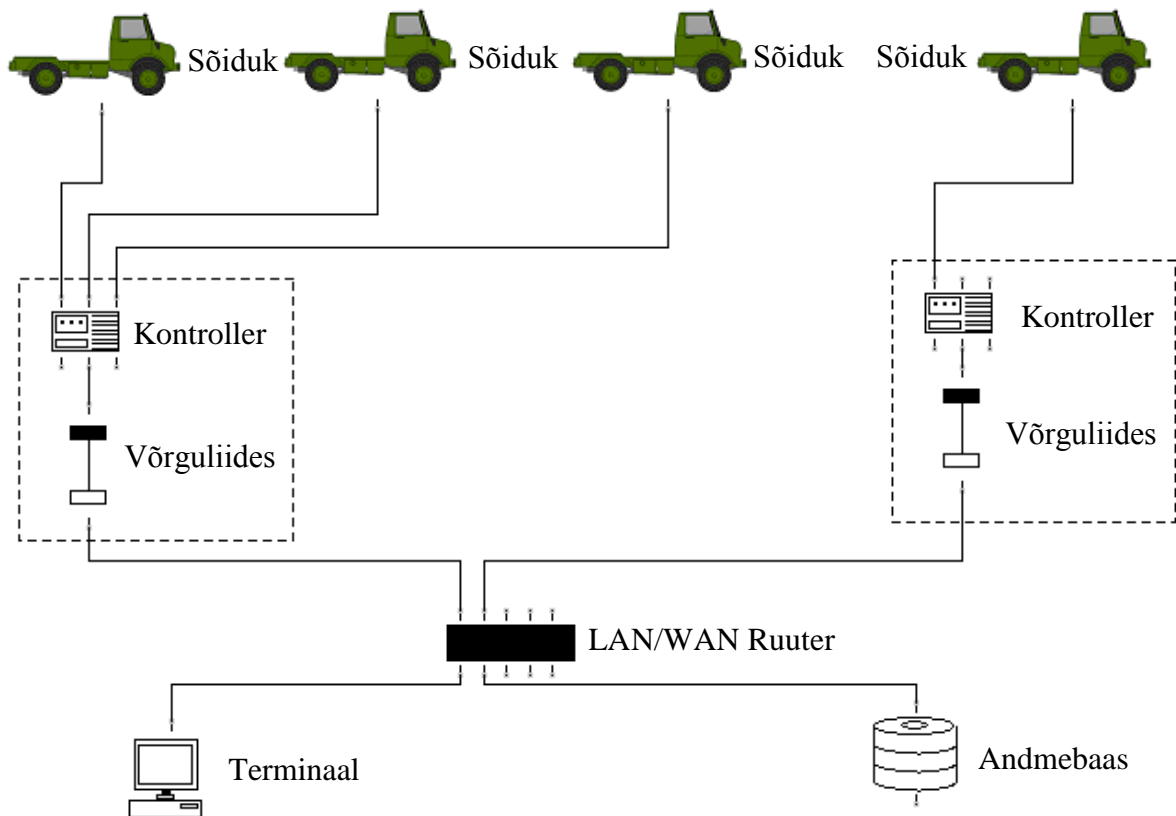 Sõiduk
Sõiduk
Sõiduk
Sõiduk
Kontroller
Kontroller
Võrguliides
Võrguliides
LAN/WAN Ruuter
Terminaal
Andmebaas